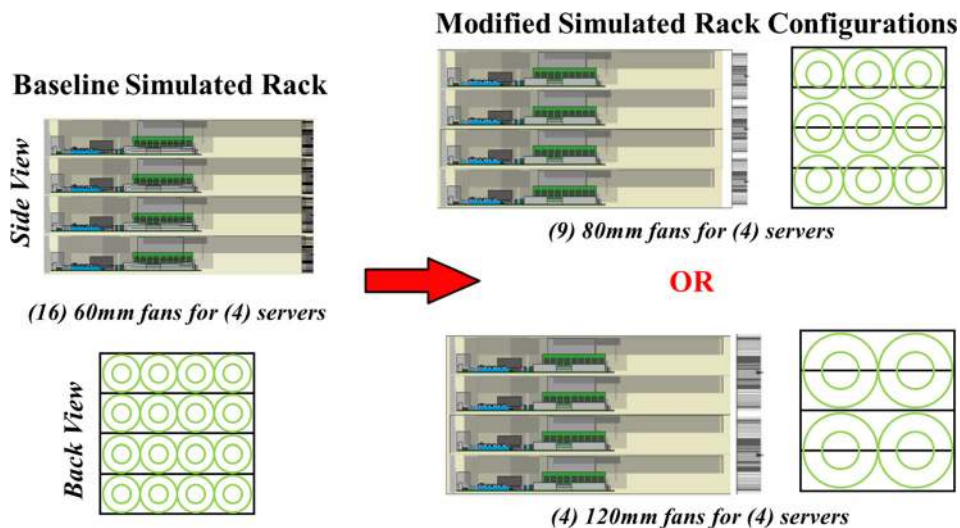 Modified Simulated Rack Configurations
Baseline Simulated Rack
Side View
(16) 60mm fans for (4) servers
Back View
(9) 80mm fans for (4) servers
OR
(4) 120mm fans for (4) servers